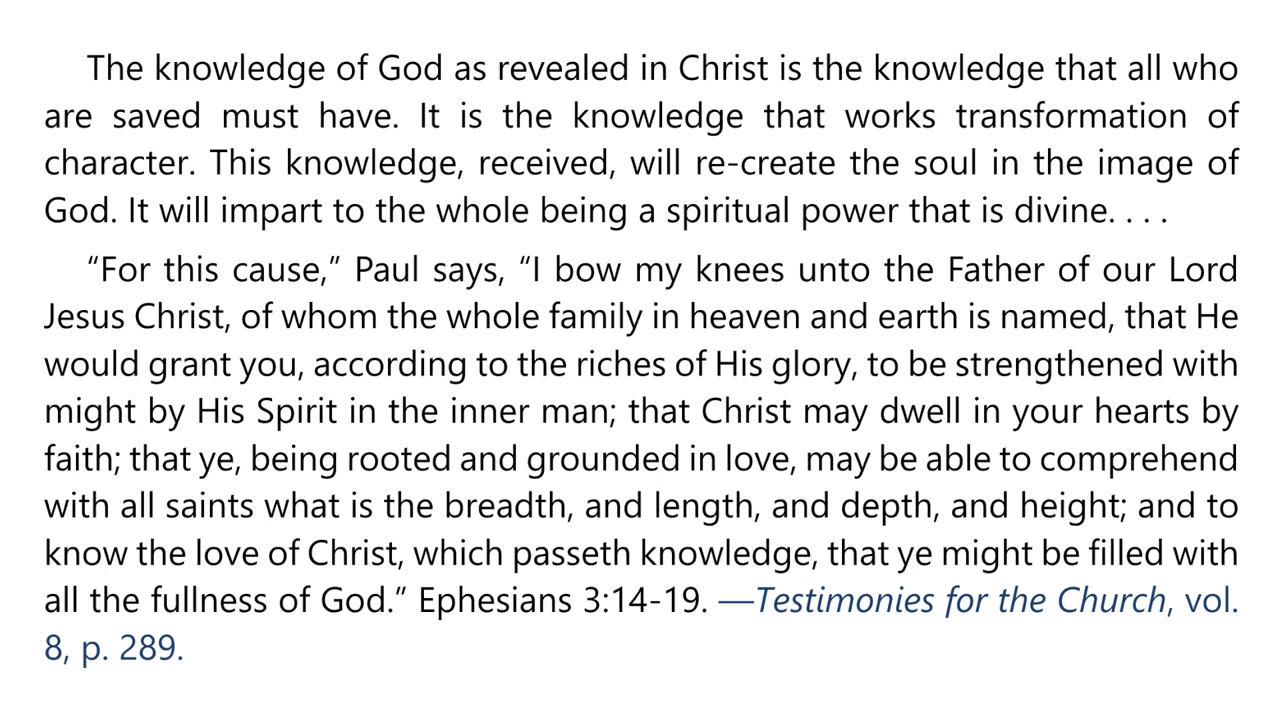 The knowledge of God as revealed in Christ is the knowledge that all who
are saved must have. It is the knowledge that works transformation of
character. This knowledge, received, will re-create the soul in the image of
God. It will impart to the whole being a spiritual power that is divine. . . .
“For this cause,” Paul says, “I bow my knees unto the Father of our Lord
Jesus Christ, of whom the whole family in heaven and earth is named, that He
would grant you, according to the riches of His glory, to be strengthened with
might by His Spirit in the inner man; that Christ may dwell in your hearts by
faith; that ye, being rooted and grounded in love, may be able to comprehend
with all saints what is the breadth, and length, and depth, and height; and to
know the love of Christ, which passeth knowledge, that ye might be filled with
all the fullness of God.” Ephesians 3:14-19. —Testimonies for the Church, vol.
8, p. 289.